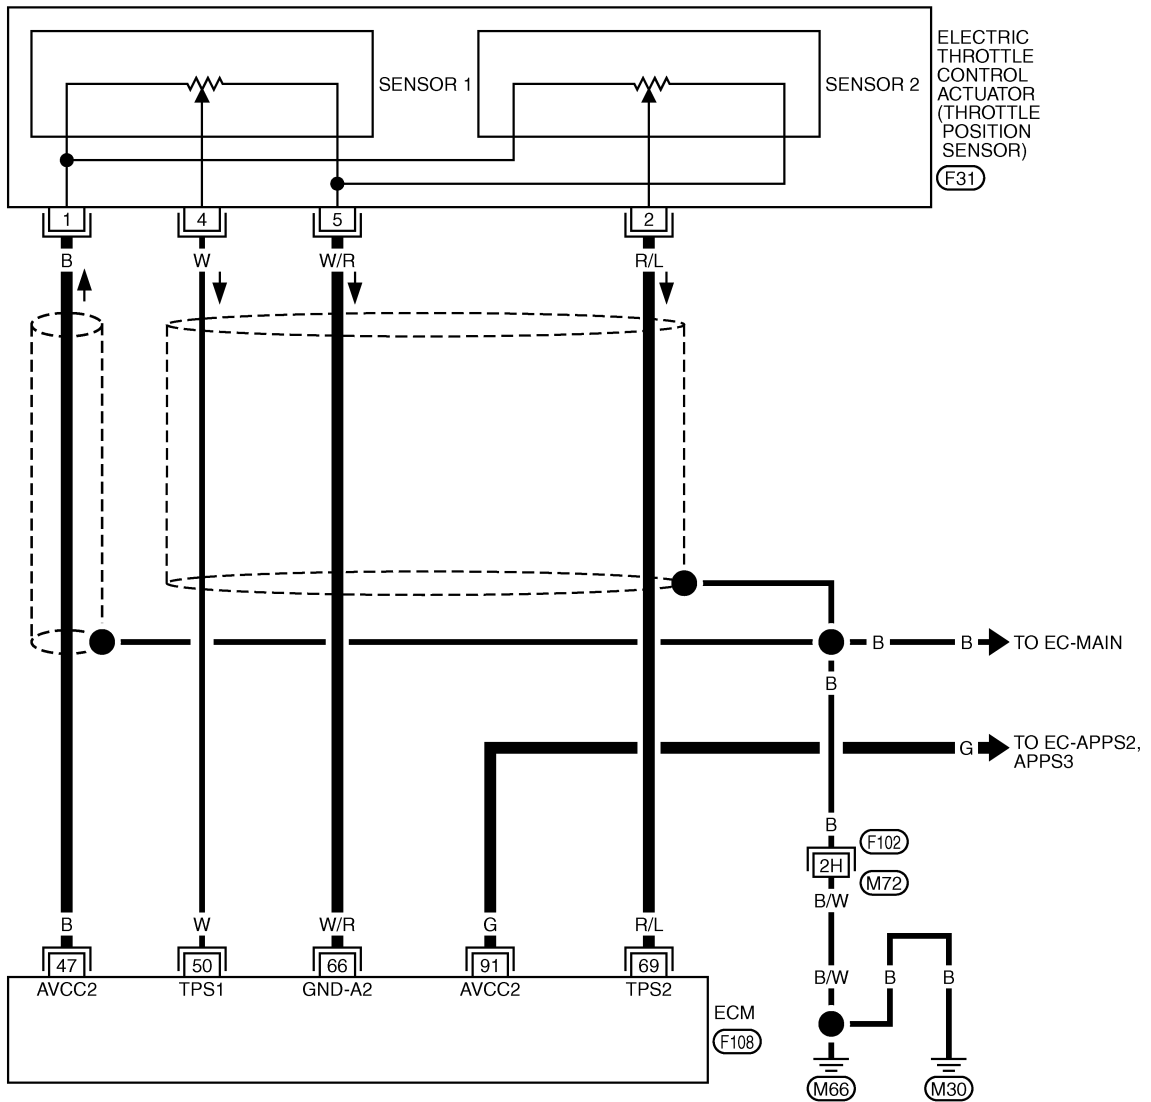 ELECTRIC
THROTTLE
CONTROL
ACTUATOR
(THROTTLE
POSITION
SENSOR)
F31
SENSOR 1
SENSOR 2
1 4 5 2
B W W/R R/L
B B TO EC-MAIN
B
G TO EC-APPS2,
APPS3
B
F102
2H
M72
B/W
B W W/R G R/L
47 50 66 91 69
AVCC2 TPS1 GND-A2 AVCC2 TPS2
ECM
F108
B/W B B
M66 M30